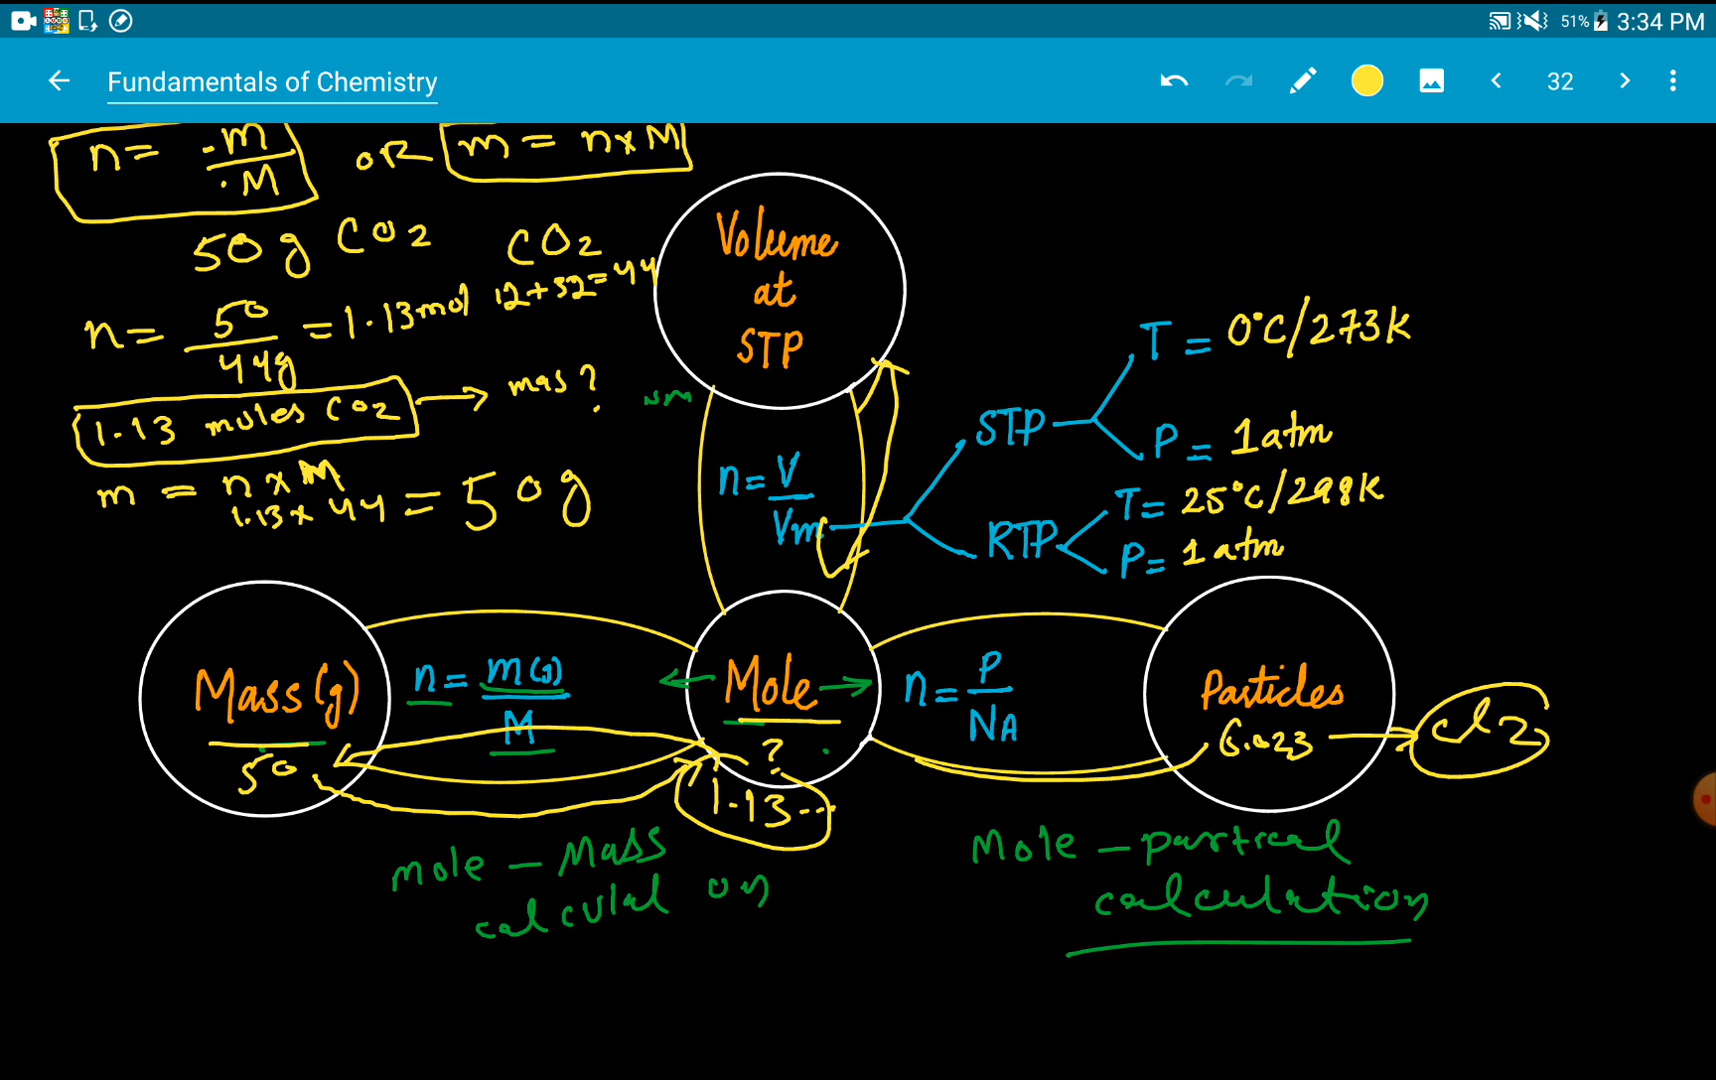 51% 3:34 PM
Fundamentals of Chemistry
32
n = m / M OR m = n x M
50 g CO2 CO2
12+32=44
n = 50 / 44g = 1.13 mol
1.13 moles CO2 → mas ?
m = n x M
1.13 x 44 = 50g
Volume
at
STP
n = V / Vm
STP
T = 0°C/273K
P = 1 atm
RTP
T = 25°C/298K
P = 1 atm
Mass (g)
50
n = m(g) / M
Mole
?
1.13...
n = P / NA
Particles
6.023 → Cl2
mole – Mass
calculation
Mole – partical
calculation